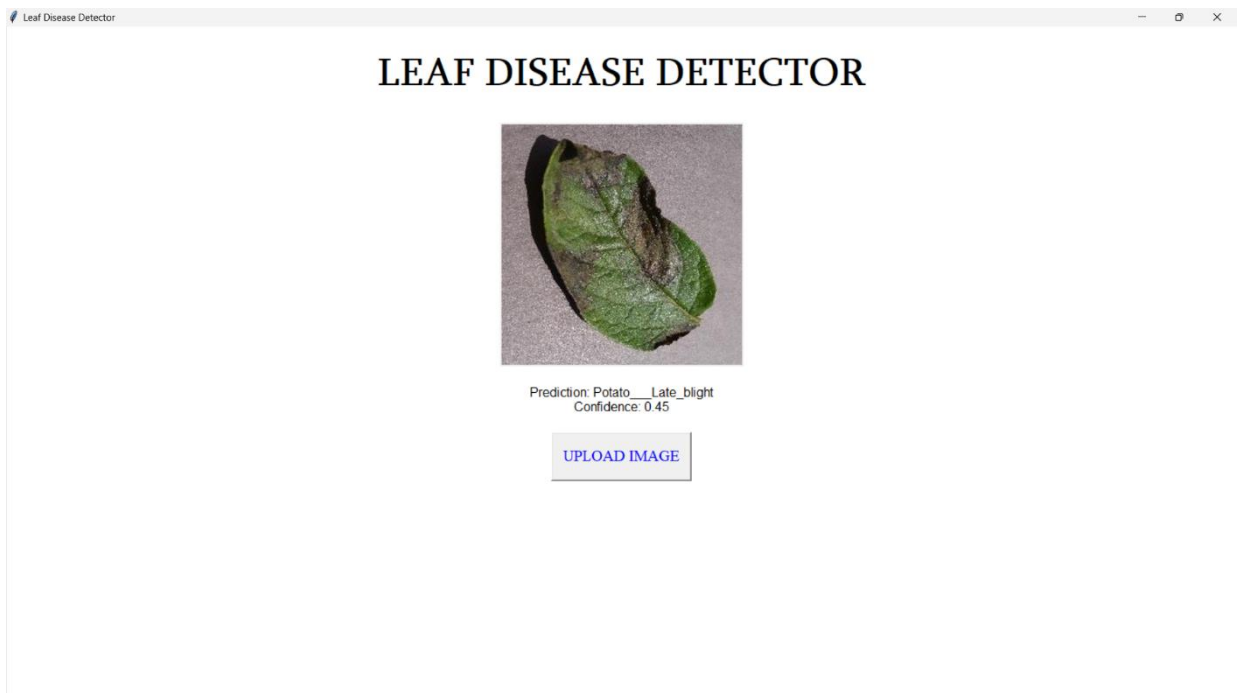 Leaf Disease Detector
LEAF DISEASE DETECTOR
Prediction: Potato___Late_blight
Confidence: 0.45
UPLOAD IMAGE